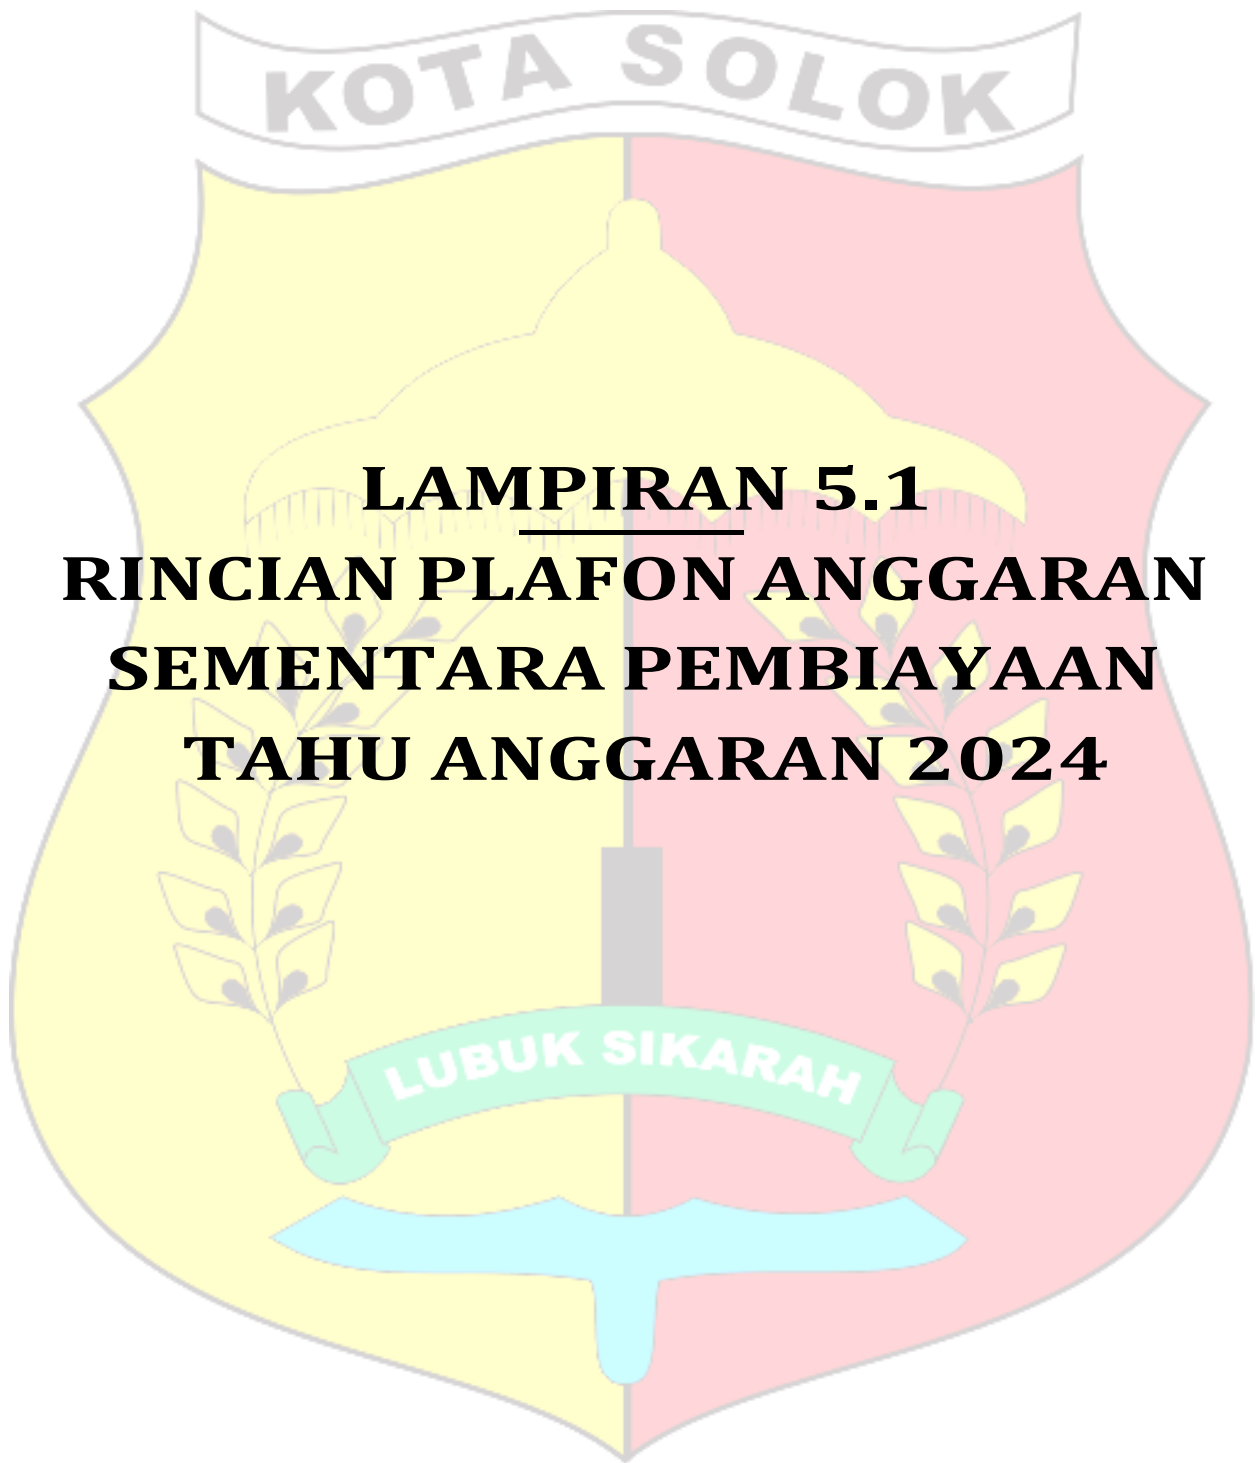 KOTA SOLOK
LAMPIRAN 5.1
RINCIAN PLAFON ANGGARAN
SEMENTARA PEMBIAYAAN
TAHU ANGGARAN 2024
LUBUK SIKARAH